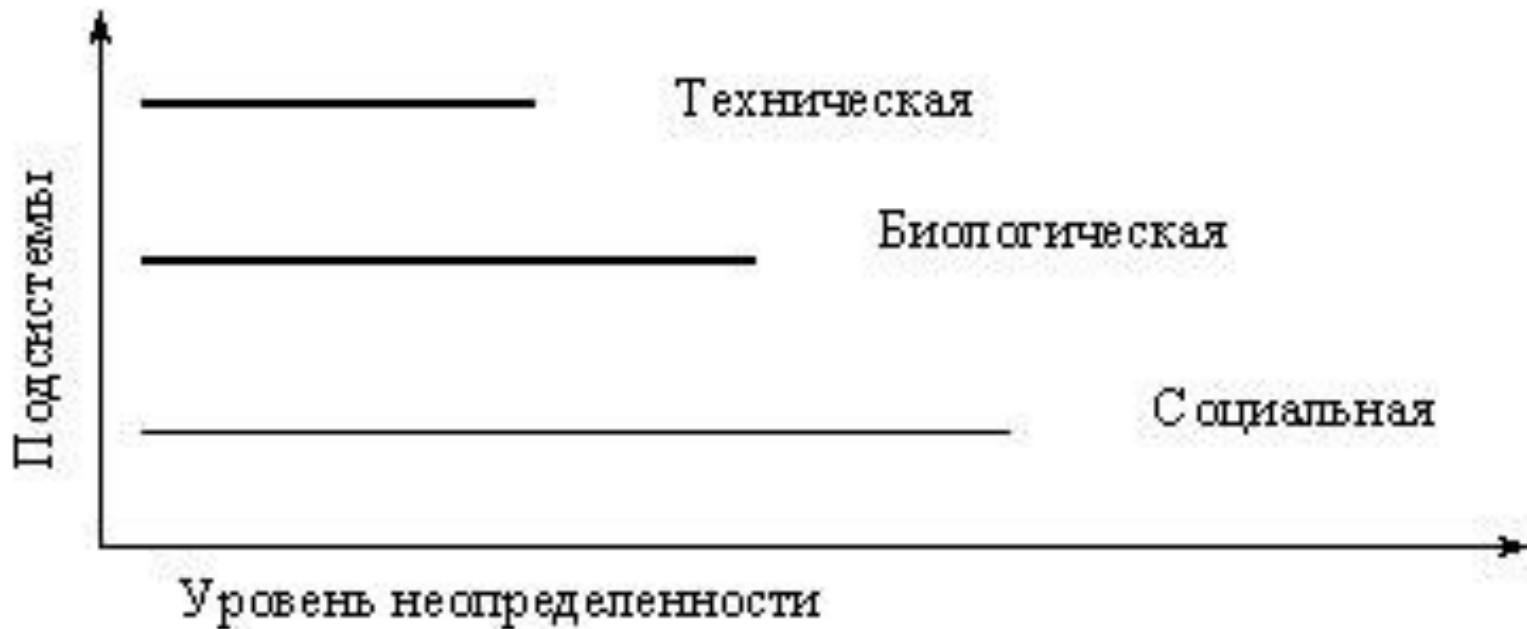 Техническая
Биологическая
Социальная
Подсистемы
Уровень неопределенности